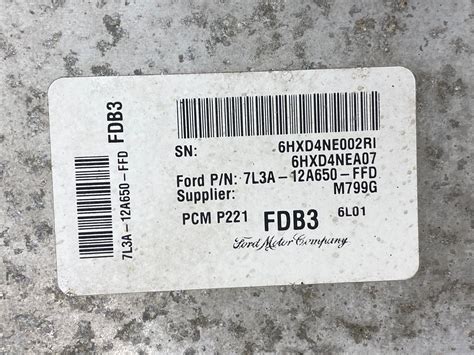 FDB3
7L3A-12A650-FFD
SN: 6HXD4NE002RI
6HXD4NEA07
Ford P/N: 7L3A-12A650-FFD
Supplier: M799G
PCM P221 FDB3 6L01
Ford Motor Company